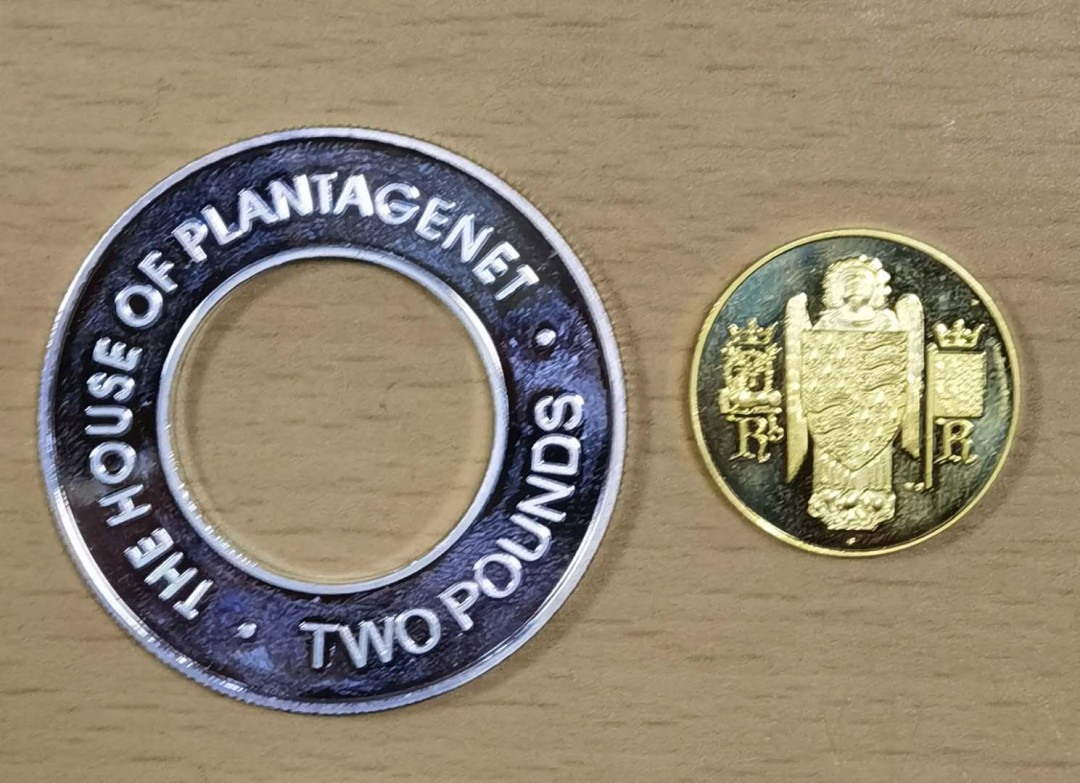 THE HOUSE OF PLANTAGENET
• TWO POUNDS •
R R